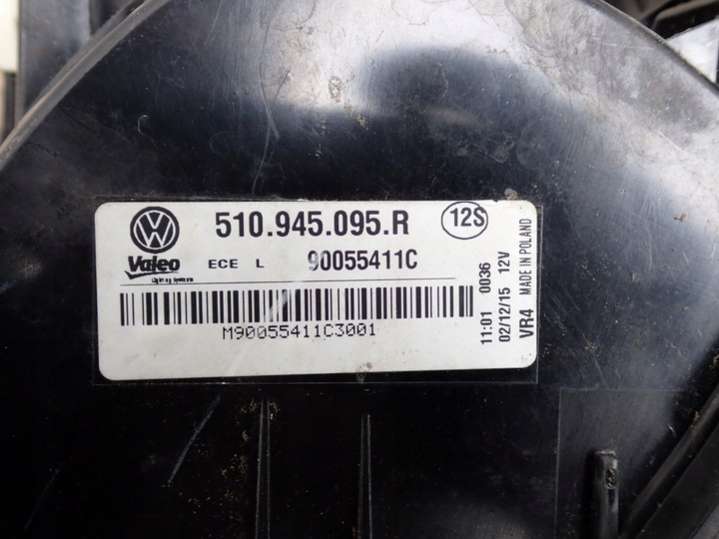 510.945.095.R 12S
Valeo ECE L 90055411C
M90055411C3001
11:01 0036
02/12/15 12V
VR4 MADE IN POLAND